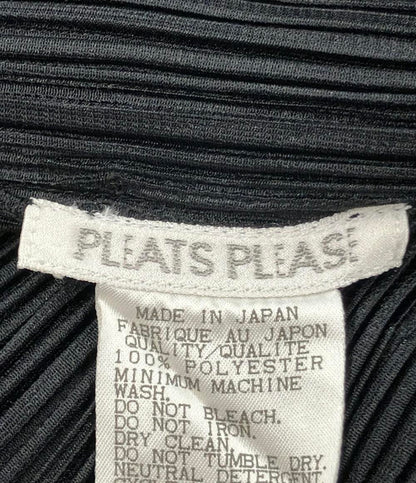 PLEATS PLEASE
MADE IN JAPAN
FABRIQUE AU JAPON
QUALITY/QUALITE
100% POLYESTER
MINIMUM MACHINE
WASH.
DO NOT BLEACH.
DO NOT IRON.
DRY CLEAN.
DO NOT TUMBLE DRY.
NEUTRAL DETERGENT.